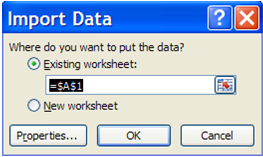 Import Data
Where do you want to put the data?
Existing worksheet:
=$A$1
New worksheet
Properties... OK Cancel